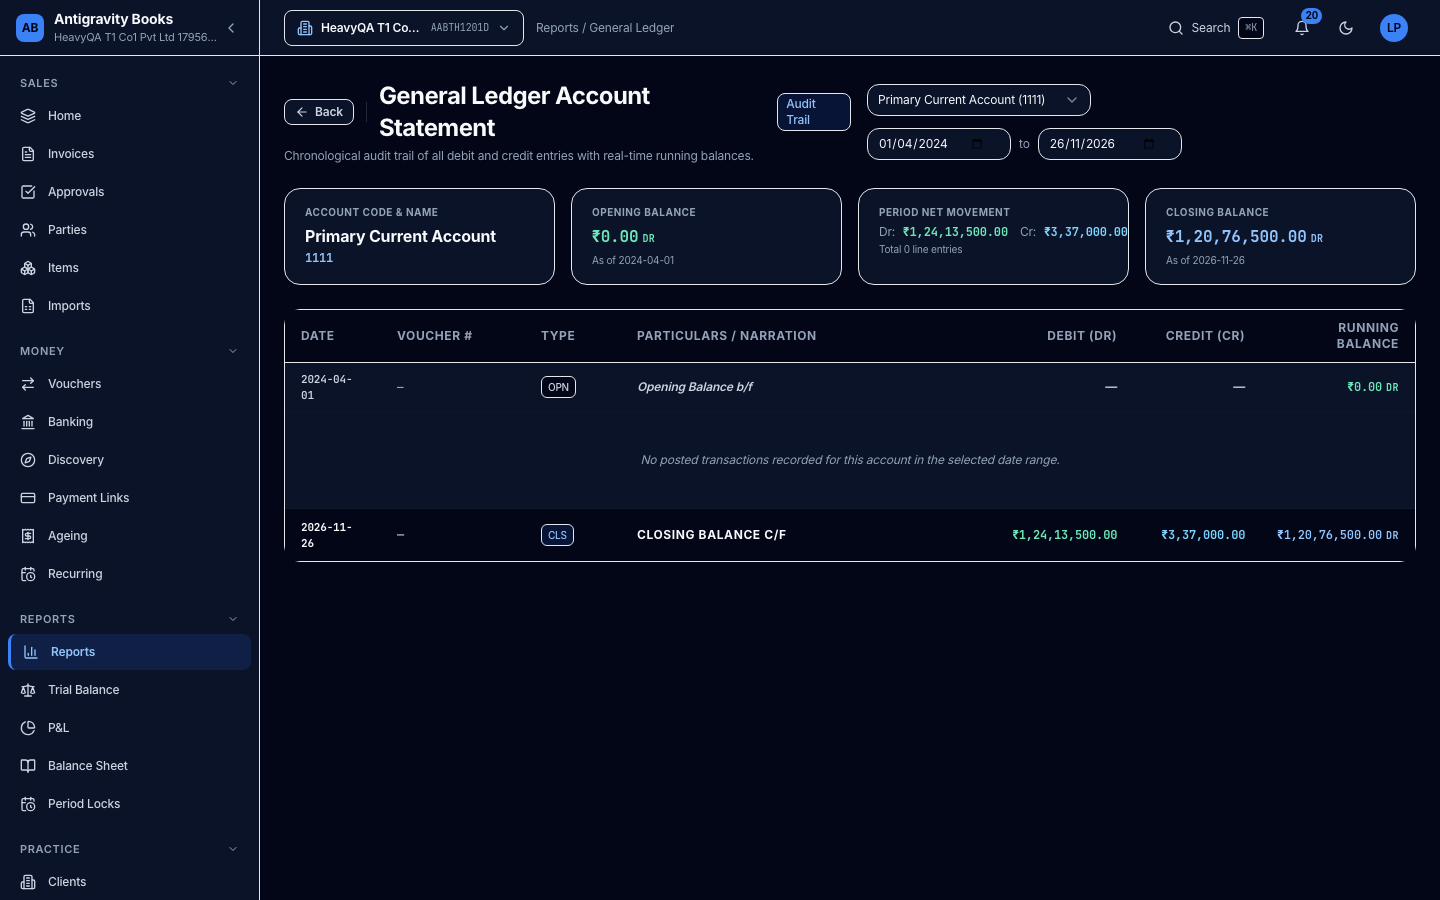 AB
Antigravity Books
HeavyQA T1 Co1 Pvt Ltd 17956...
HeavyQA T1 Co...
AABTH1201D
Reports / General Ledger
Search
⌘K
20
LP
SALES
Home
Invoices
Approvals
Parties
Items
Imports
MONEY
Vouchers
Banking
Discovery
Payment Links
Ageing
Recurring
REPORTS
Reports
Trial Balance
P&L
Balance Sheet
Period Locks
PRACTICE
Clients
Back
General Ledger Account
Statement
Audit
Trail
Chronological audit trail of all debit and credit entries with real-time running balances.
Primary Current Account (1111)
01/04/2024
to
26/11/2026
ACCOUNT CODE & NAME
Primary Current Account
1111
OPENING BALANCE
₹0.00 DR
As of 2024-04-01
PERIOD NET MOVEMENT
Dr: ₹1,24,13,500.00 Cr: ₹3,37,000.00
Total 0 line entries
CLOSING BALANCE
₹1,20,76,500.00 DR
As of 2026-11-26
DATE VOUCHER # TYPE PARTICULARS / NARRATION DEBIT (DR) CREDIT (CR) RUNNING
BALANCE
2024-04-
01
– OPN Opening Balance b/f — — ₹0.00 DR
No posted transactions recorded for this account in the selected date range.
2026-11-
26
– CLS CLOSING BALANCE C/F ₹1,24,13,500.00 ₹3,37,000.00 ₹1,20,76,500.00 DR